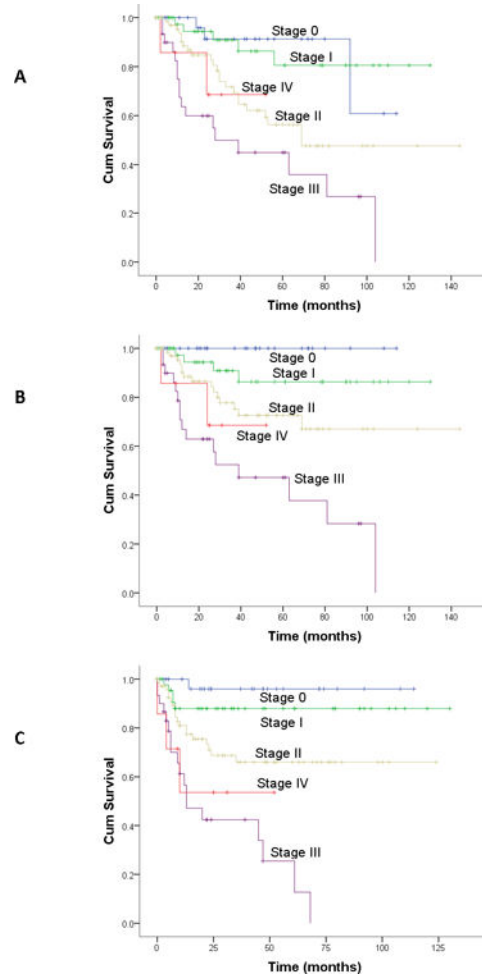 A
Cum Survival
1.0
0.8
0.6
0.4
0.2
0.0
Stage 0
Stage I
Stage IV
Stage II
Stage III
0 20 40 60 80 100 120 140
Time (months)
B
Cum Survival
1.0
0.8
0.6
0.4
0.2
0.0
Stage 0
Stage I
Stage II
Stage IV
Stage III
0 20 40 60 80 100 120 140
Time (months)
C
Cum Survival
1.0
0.8
0.6
0.4
0.2
0.0
Stage 0
Stage I
Stage II
Stage IV
Stage III
0 25 50 75 100 125
Time (months)